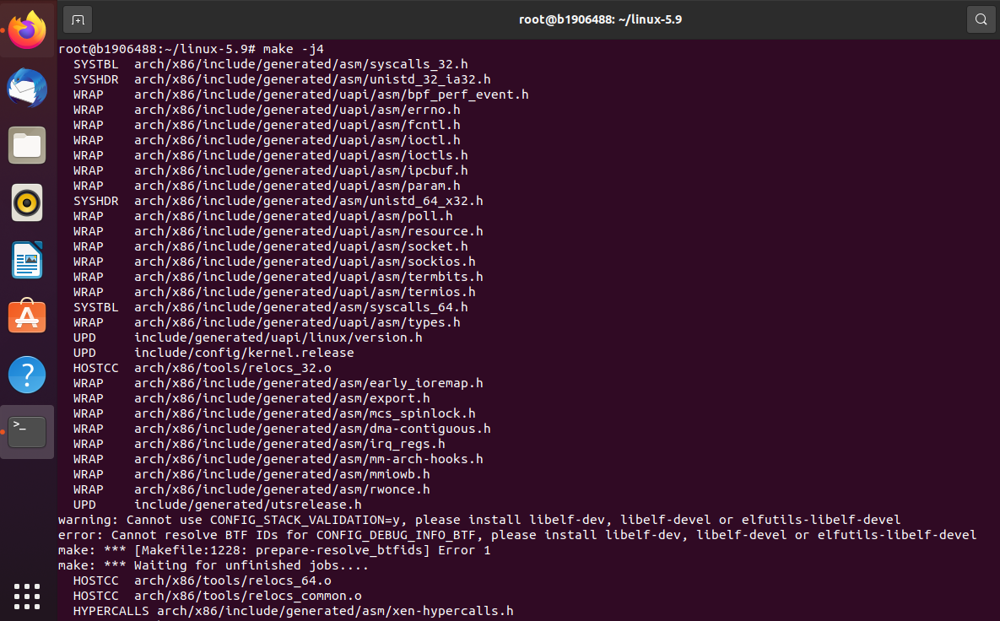 root@b1906488: ~/linux-5.9
root@b1906488:~/linux-5.9# make -j4
  SYSTBL  arch/x86/include/generated/asm/syscalls_32.h
  SYSHDR  arch/x86/include/generated/asm/unistd_32_ia32.h
  WRAP    arch/x86/include/generated/uapi/asm/bpf_perf_event.h
  WRAP    arch/x86/include/generated/uapi/asm/errno.h
  WRAP    arch/x86/include/generated/uapi/asm/fcntl.h
  WRAP    arch/x86/include/generated/uapi/asm/ioctl.h
  WRAP    arch/x86/include/generated/uapi/asm/ioctls.h
  WRAP    arch/x86/include/generated/uapi/asm/ipcbuf.h
  WRAP    arch/x86/include/generated/uapi/asm/param.h
  SYSHDR  arch/x86/include/generated/asm/unistd_64_x32.h
  WRAP    arch/x86/include/generated/uapi/asm/poll.h
  WRAP    arch/x86/include/generated/uapi/asm/resource.h
  WRAP    arch/x86/include/generated/uapi/asm/socket.h
  WRAP    arch/x86/include/generated/uapi/asm/sockios.h
  WRAP    arch/x86/include/generated/uapi/asm/termbits.h
  WRAP    arch/x86/include/generated/uapi/asm/termios.h
  SYSTBL  arch/x86/include/generated/asm/syscalls_64.h
  WRAP    arch/x86/include/generated/uapi/asm/types.h
  UPD     include/generated/uapi/linux/version.h
  UPD     include/config/kernel.release
  HOSTCC  arch/x86/tools/relocs_32.o
  WRAP    arch/x86/include/generated/asm/early_ioremap.h
  WRAP    arch/x86/include/generated/asm/export.h
  WRAP    arch/x86/include/generated/asm/mcs_spinlock.h
  WRAP    arch/x86/include/generated/asm/dma-contiguous.h
  WRAP    arch/x86/include/generated/asm/irq_regs.h
  WRAP    arch/x86/include/generated/asm/mm-arch-hooks.h
  WRAP    arch/x86/include/generated/asm/mmiowb.h
  WRAP    arch/x86/include/generated/asm/rwonce.h
  UPD     include/generated/utsrelease.h
warning: Cannot use CONFIG_STACK_VALIDATION=y, please install libelf-dev, libelf-devel or elfutils-libelf-devel
error: Cannot resolve BTF IDs for CONFIG_DEBUG_INFO_BTF, please install libelf-dev, libelf-devel or elfutils-libelf-devel
make: *** [Makefile:1228: prepare-resolve_btfids] Error 1
make: *** Waiting for unfinished jobs....
  HOSTCC  arch/x86/tools/relocs_64.o
  HOSTCC  arch/x86/tools/relocs_common.o
  HYPERCALLS arch/x86/include/generated/asm/xen-hypercalls.h